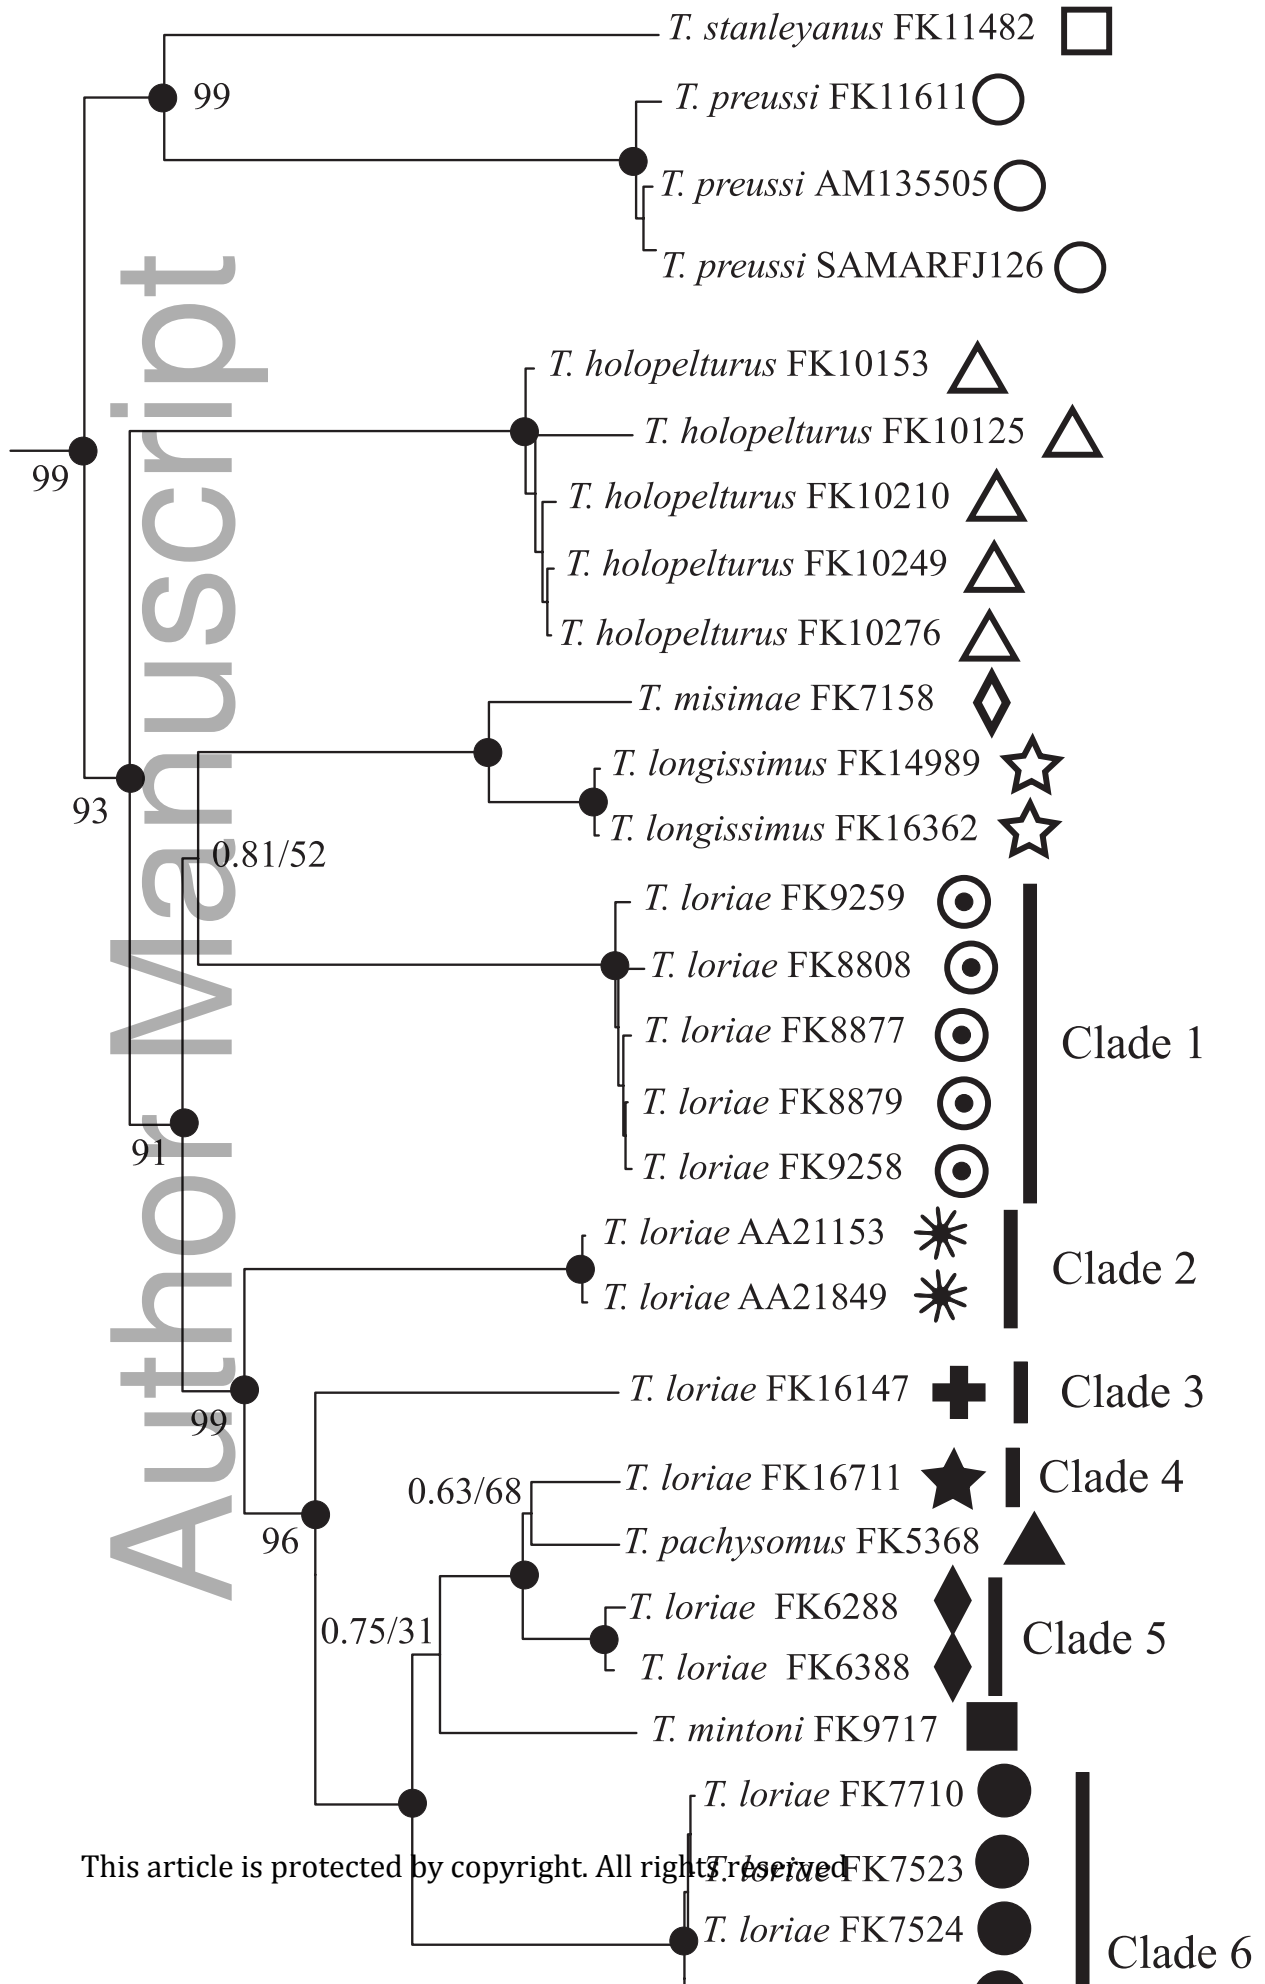 T. stanleyanus FK11482
99
T. preussi FK11611
T. preussi AM135505
T. preussi SAMARFJ126
T. holopelturus FK10153
T. holopelturus FK10125
99
T. holopelturus FK10210
T. holopelturus FK10249
T. holopelturus FK10276
T. misimae FK7158
T. longissimus FK14989
93
T. longissimus FK16362
0.81/52
T. loriae FK9259
T. loriae FK8808
T. loriae FK8877
Clade 1
T. loriae FK8879
91
T. loriae FK9258
T. loriae AA21153
Clade 2
T. loriae AA21849
T. loriae FK16147
Clade 3
99
T. loriae FK16711
Clade 4
0.63/68
96
T. pachysomus FK5368
T. loriae FK6288
0.75/31
Clade 5
T. loriae FK6388
T. mintoni FK9717
T. loriae FK7710
This article is protected by copyright. All rights reserved
T. loriae FK7523
T. loriae FK7524
Clade 6
Author Manuscript